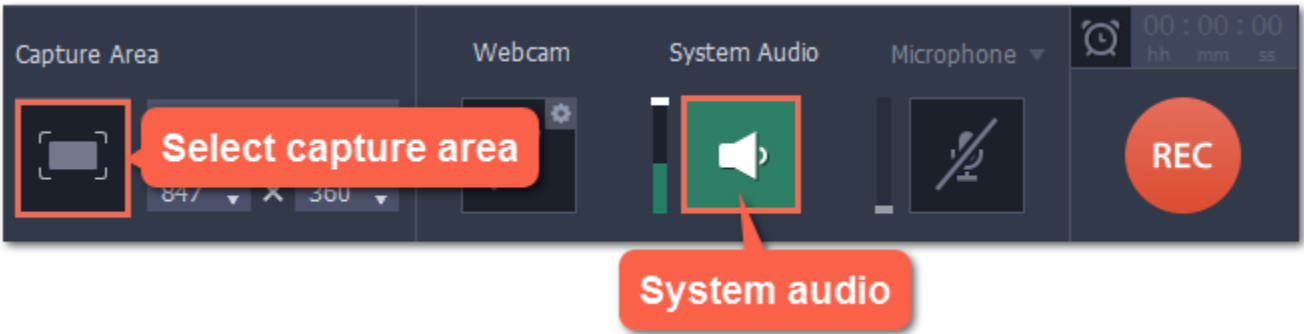 Capture Area
Webcam
System Audio
Microphone
00:00:00
hh mm ss
Select capture area
847 × 360
REC
System audio